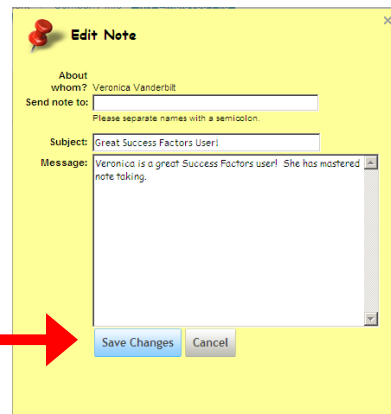 Edit Note
About
whom? Veronica Vanderbilt
Send note to:
Please separate names with a semicolon.
Subject: Great Success Factors User!
Message: Veronica is a great Success Factors user! She has mastered
note taking.
Save Changes Cancel